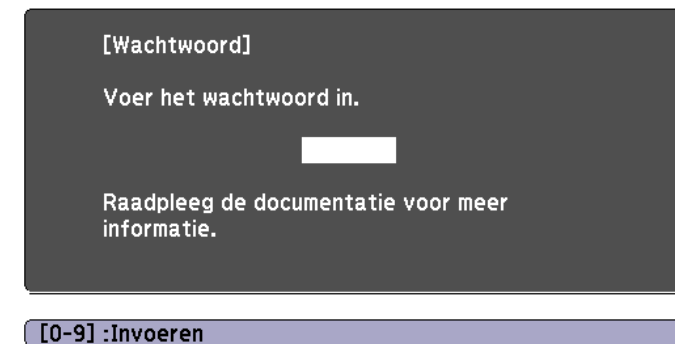 [Wachtwoord]
Voer het wachtwoord in.
Raadpleeg de documentatie voor meer
informatie.
[0-9] :Invoeren